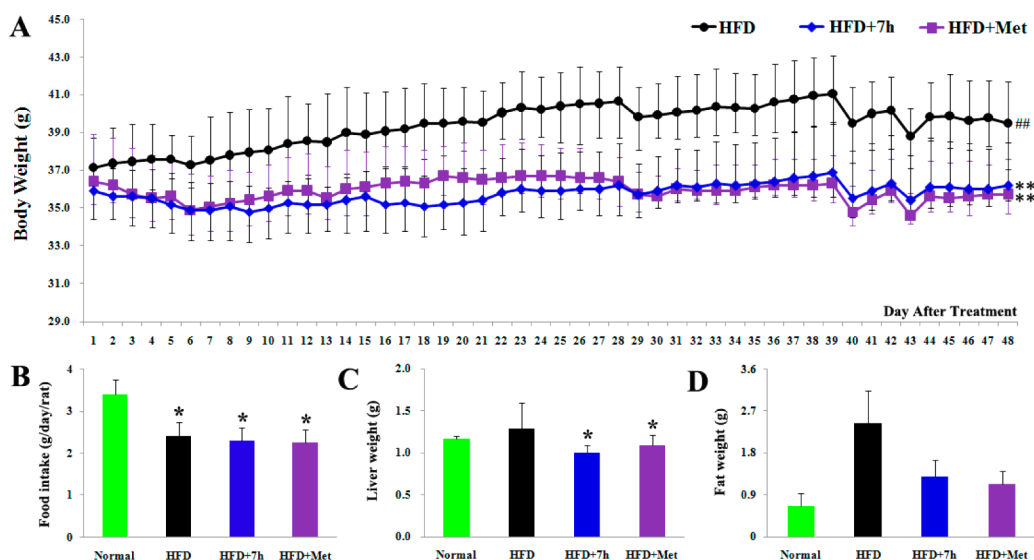 A
HFD
HFD+7h
HFD+Met
Body Weight (g)
45.0
43.0
41.0
39.0
37.0
35.0
33.0
31.0
29.0
##
**
**
Day After Treatment
1 2 3 4 5 6 7 8 9 10 11 12 13 14 15 16 17 18 19 20 21 22 23 24 25 26 27 28 29 30 31 32 33 34 35 36 37 38 39 40 41 42 43 44 45 46 47 48
B
Food intake (g/day/rat)
4
3
2
1
0
* * *
Normal HFD HFD+7h HFD+Met
C
Liver weight (g)
2.0
1.5
1.0
0.5
0.0
* *
Normal HFD HFD+7h HFD+Met
D
Fat weight (g)
3.6
2.7
1.8
0.9
0
Normal HFD HFD+7h HFD+Met